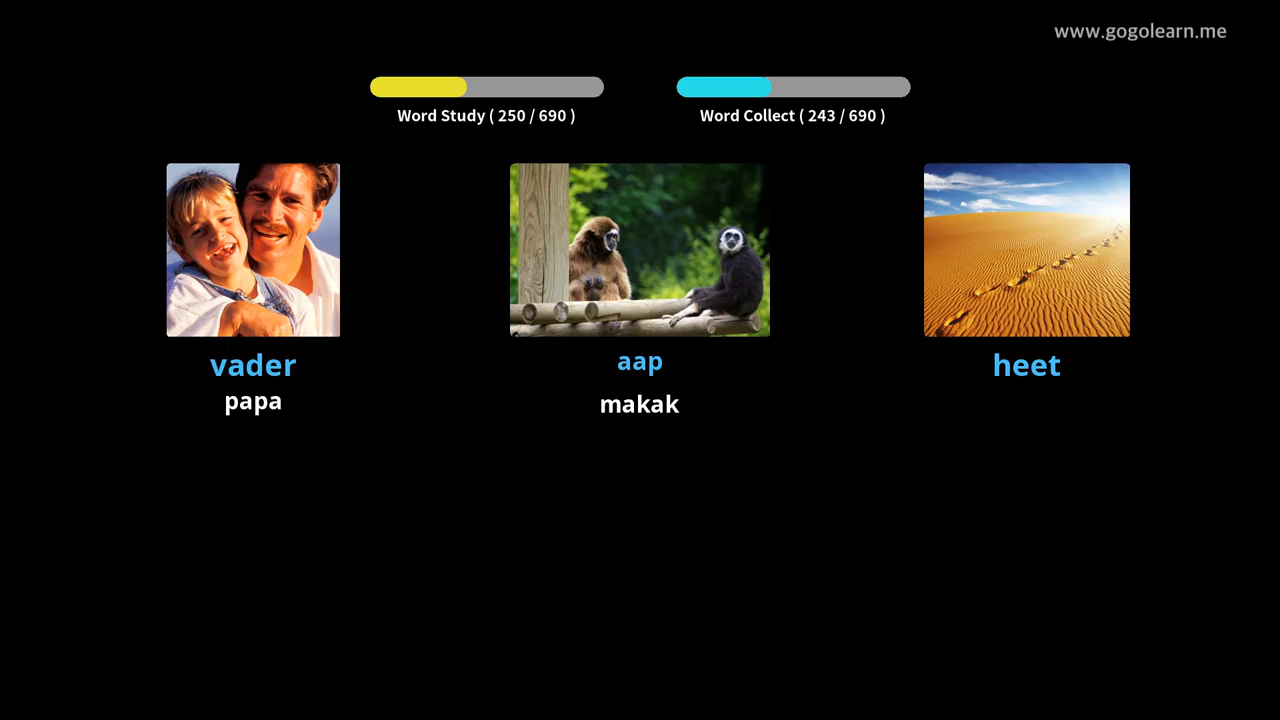 www.gogolearn.me
Word Study ( 250 / 690 )
Word Collect ( 243 / 690 )
vader
papa
aap
makak
heet